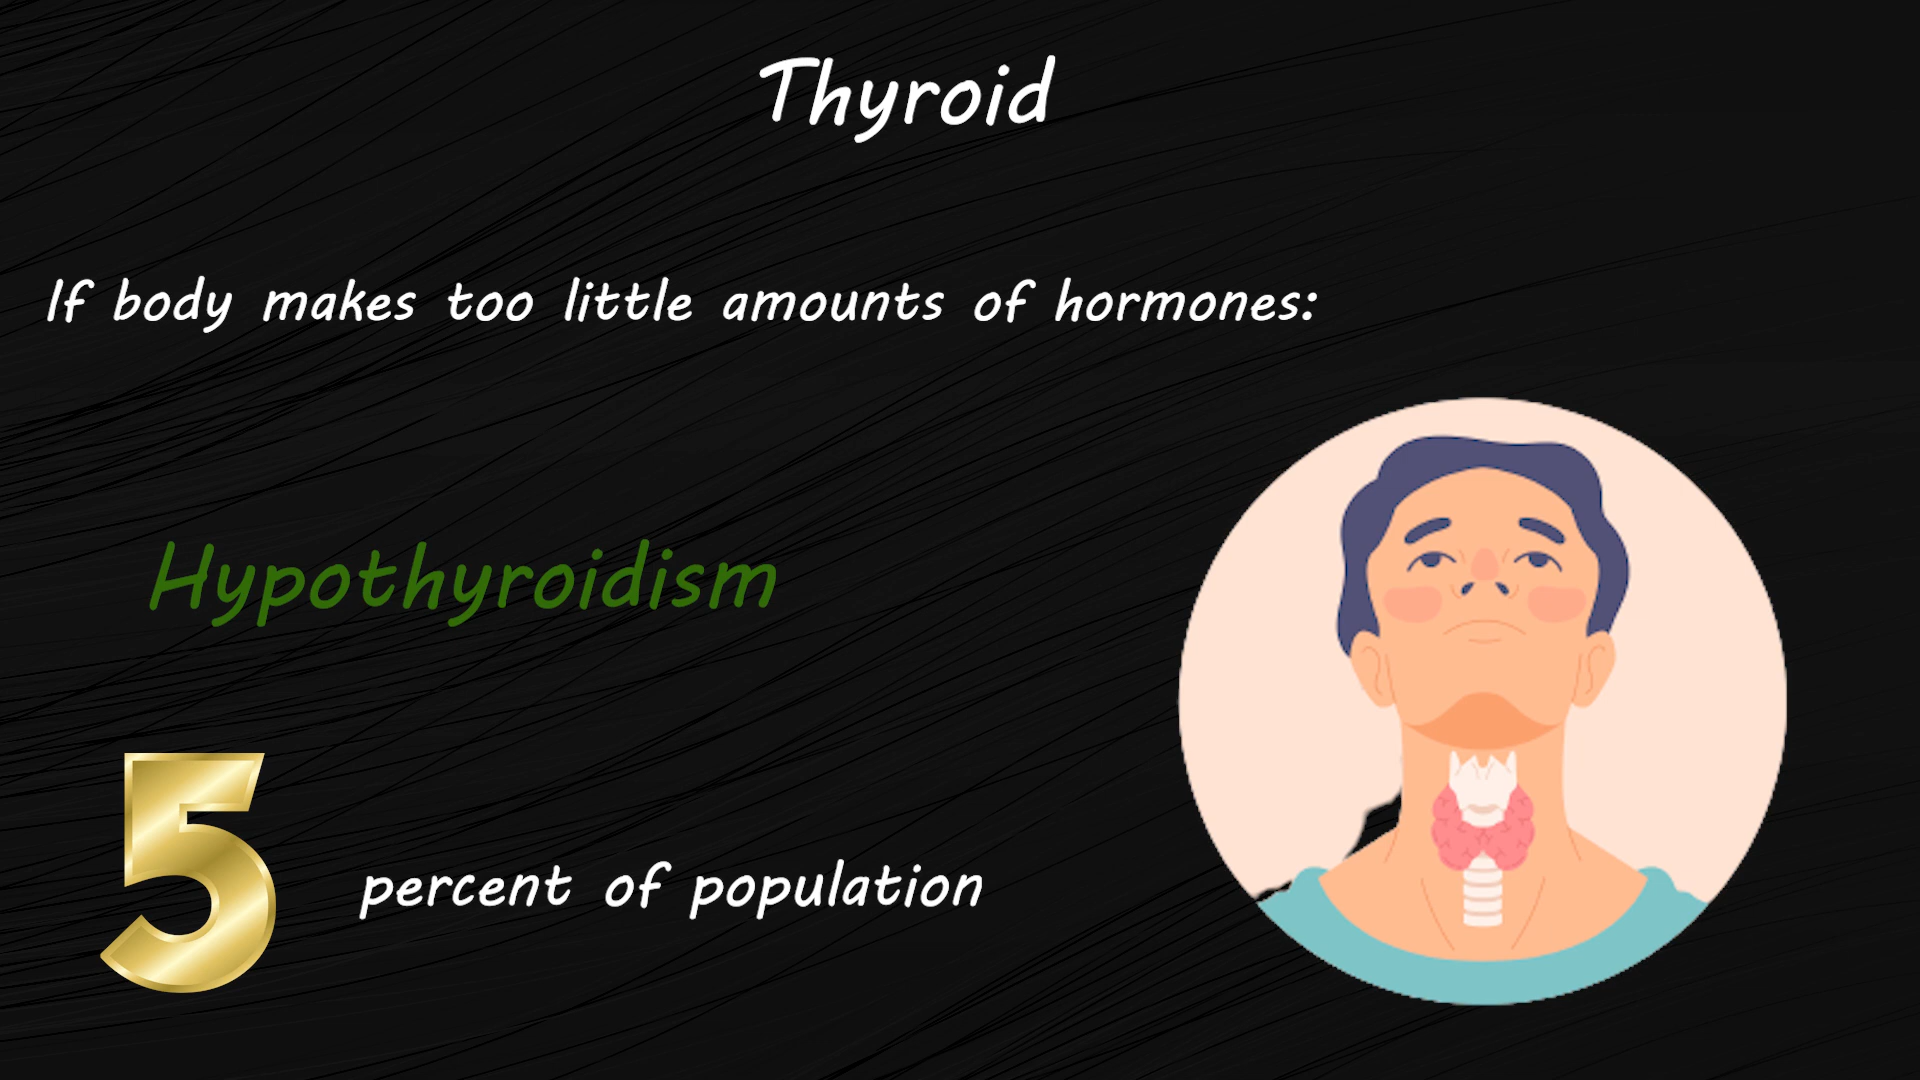 Thyroid
If body makes too little amounts of hormones:
Hypothyroidism
5 percent of population